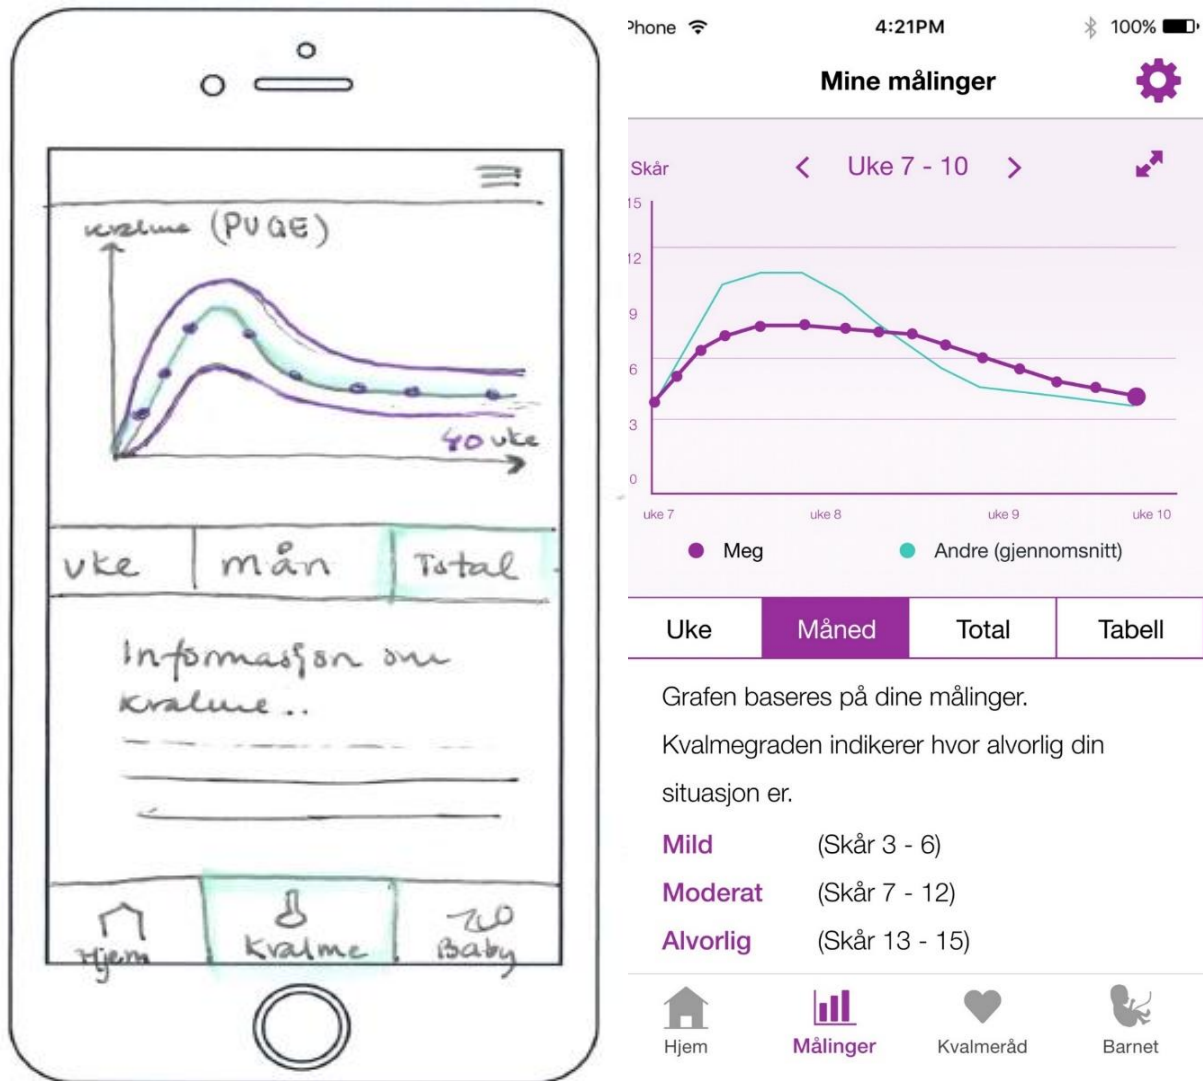 kvalme (PUQE)
40 uke
uke mån Total
Informasjon om
kvalme..
Hjem Kvalme Baby
Phone 4:21PM 100%
Mine målinger
Skår Uke 7 - 10
15
12
9
6
3
0
uke 7 uke 8 uke 9 uke 10
Meg Andre (gjennomsnitt)
Uke Måned Total Tabell
Grafen baseres på dine målinger.
Kvalmegraden indikerer hvor alvorlig din
situasjon er.
Mild (Skår 3 - 6)
Moderat (Skår 7 - 12)
Alvorlig (Skår 13 - 15)
Hjem Målinger Kvalmeråd Barnet